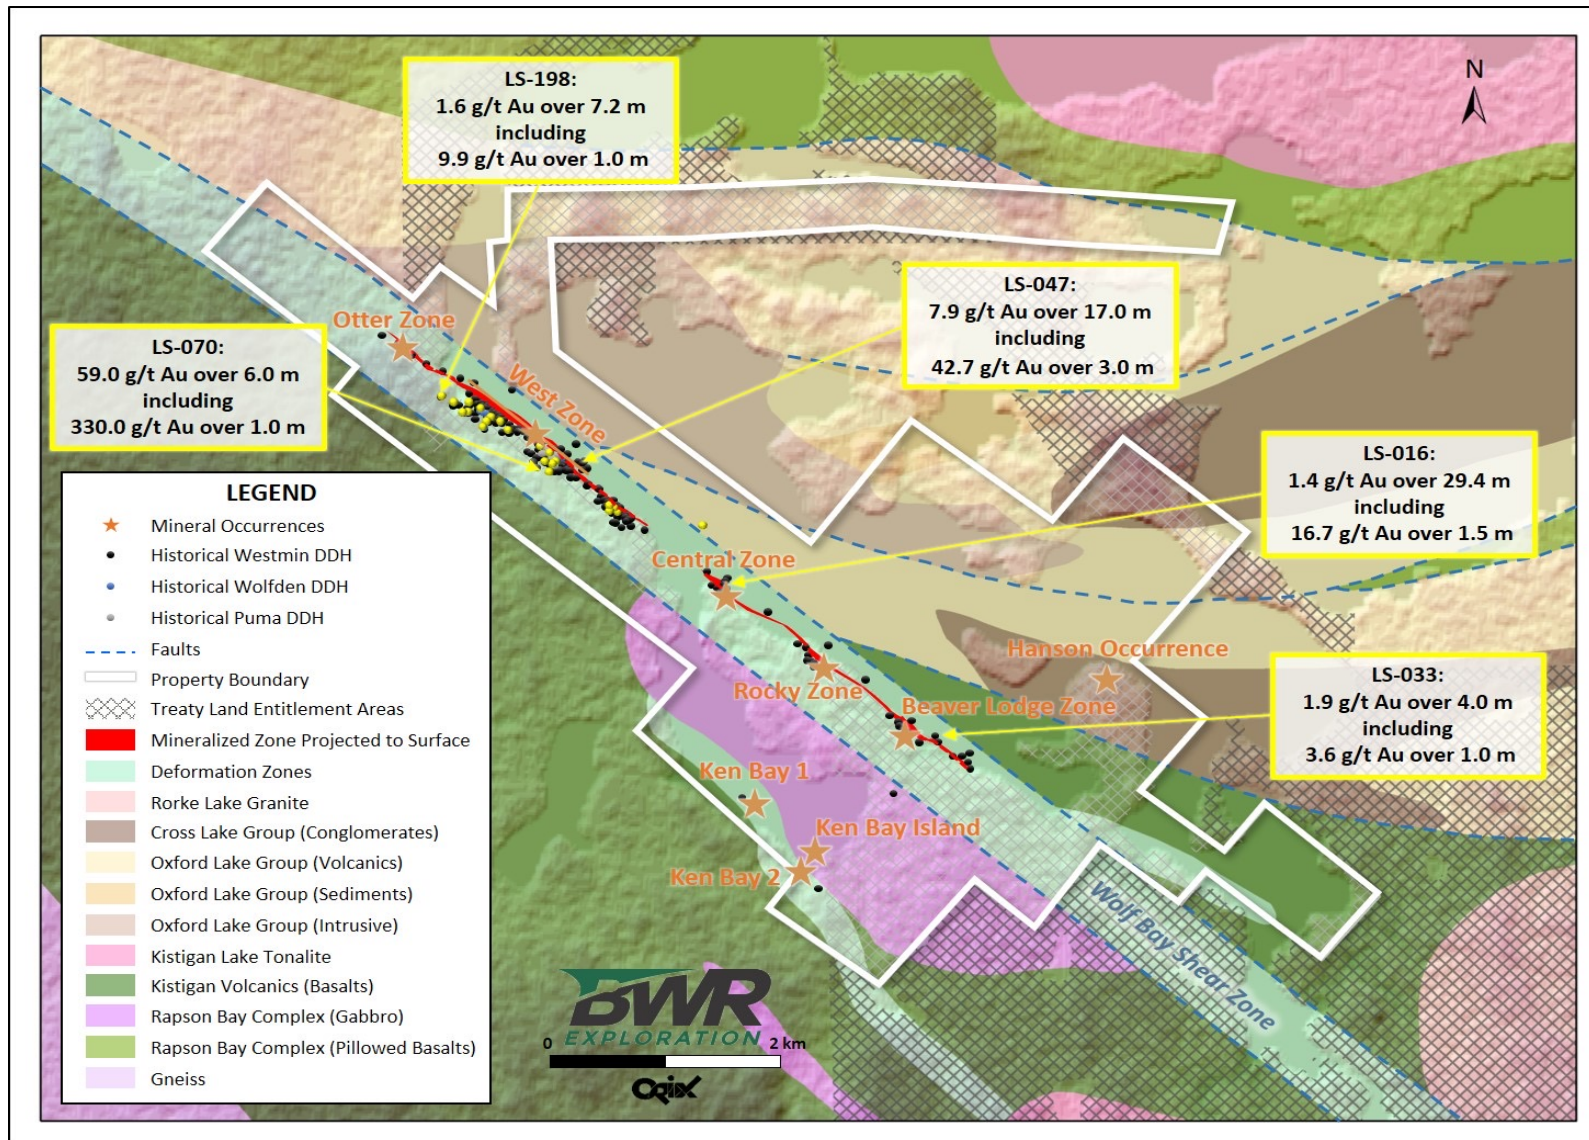 N
LS-198:
1.6 g/t Au over 7.2 m
including
9.9 g/t Au over 1.0 m
LS-047:
7.9 g/t Au over 17.0 m
including
42.7 g/t Au over 3.0 m
Otter Zone
LS-070:
59.0 g/t Au over 6.0 m
including
330.0 g/t Au over 1.0 m
West Zone
LS-016:
1.4 g/t Au over 29.4 m
including
16.7 g/t Au over 1.5 m
Central Zone
Hanson Occurrence
Rocky Zone
Beaver Lodge Zone
LS-033:
1.9 g/t Au over 4.0 m
including
3.6 g/t Au over 1.0 m
Ken Bay 1
Ken Bay Island
Ken Bay 2
Wolf Bay Shear Zone
LEGEND
Mineral Occurrences
Historical Westmin DDH
Historical Wolfden DDH
Historical Puma DDH
Faults
Property Boundary
Treaty Land Entitlement Areas
Mineralized Zone Projected to Surface
Deformation Zones
Rorke Lake Granite
Cross Lake Group (Conglomerates)
Oxford Lake Group (Volcanics)
Oxford Lake Group (Sediments)
Oxford Lake Group (Intrusive)
Kistigan Lake Tonalite
Kistigan Volcanics (Basalts)
Rapson Bay Complex (Gabbro)
Rapson Bay Complex (Pillowed Basalts)
Gneiss
BWR
EXPLORATION
0 2 km